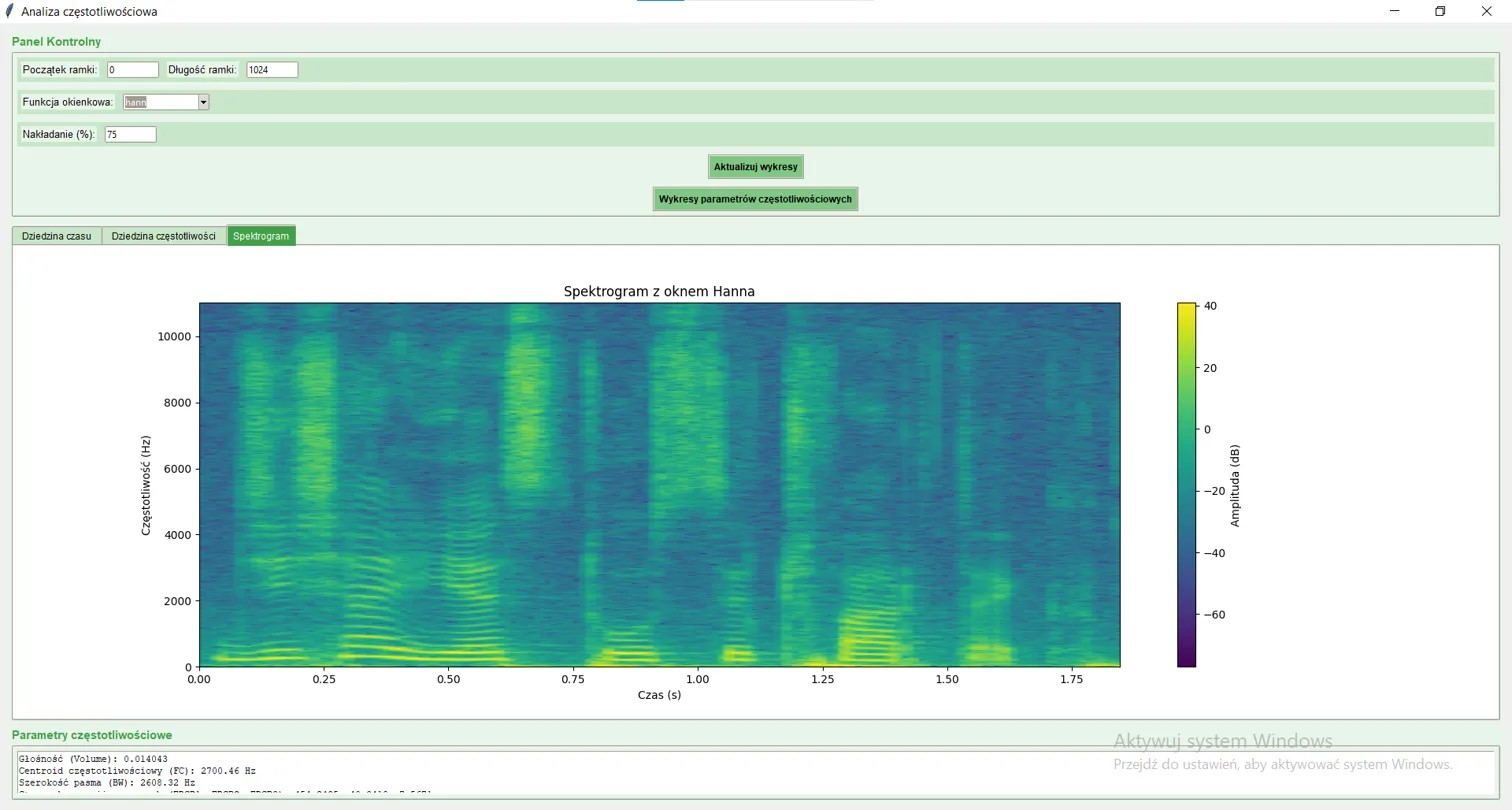 Analiza częstotliwościowa
Panel Kontrolny
Początek ramki: 0 Długość ramki: 1024
Funkcja okienkowa: hann
Nakładanie (%): 75
Aktualizuj wykresy
Wykresy parametrów częstotliwościowych
Dziedzina czasu Dziedzina częstotliwości Spektrogram
Spektrogram z oknem Hanna
10000
8000
6000
4000
2000
0
Częstotliwość (Hz)
0.00 0.25 0.50 0.75 1.00 1.25 1.50 1.75
Czas (s)
40
20
0
−20
−40
−60
Amplituda (dB)
Parametry częstotliwościowe
Głośność (Volume): 0.014043
Centroid częstotliwościowy (FC): 2700.46 Hz
Szerokość pasma (BW): 2608.32 Hz
Aktywuj system Windows
Przejdź do ustawień, aby aktywować system Windows.